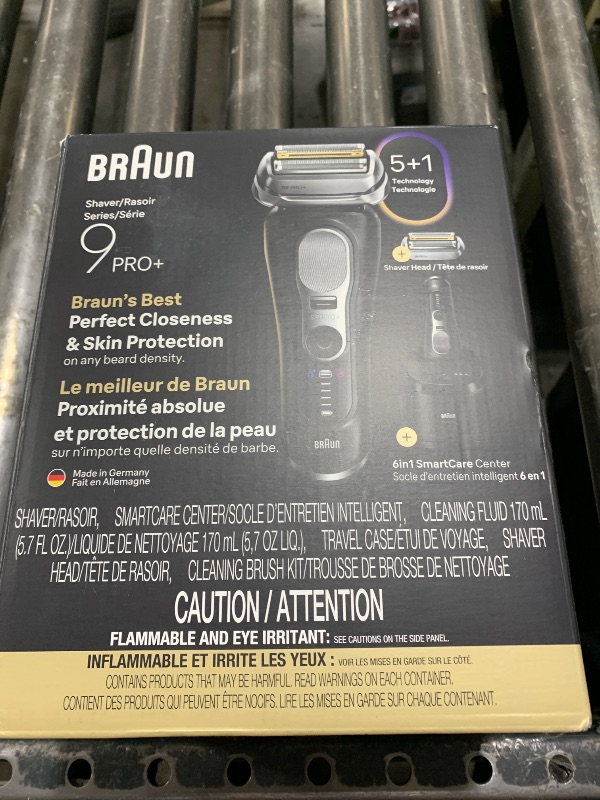 BRAUN
5+1
Technology
Technologie
Shaver/Rasoir
Series/Série
9 PRO+
Shaver Head / Tête de rasoir
Braun's Best
Perfect Closeness
& Skin Protection
on any beard density.
Le meilleur de Braun
Proximité absolue
et protection de la peau
sur n'importe quelle densité de barbe.
BRAUN
BRAUN
6in1 SmartCare Center
Socle d'entretien intelligent 6 en 1
Made in Germany
Fait en Allemagne
SHAVER/RASOIR, SMARTCARE CENTER/SOCLE D'ENTRETIEN INTELLIGENT, CLEANING FLUID 170 mL
(5.7 FL OZ.)/LIQUIDE DE NETTOYAGE 170 mL (5,7 OZ LIQ.), TRAVEL CASE/ÉTUI DE VOYAGE, SHAVER
HEAD/TÊTE DE RASOIR, CLEANING BRUSH KIT/TROUSSE DE BROSSE DE NETTOYAGE
CAUTION / ATTENTION
FLAMMABLE AND EYE IRRITANT: SEE CAUTIONS ON THE SIDE PANEL.
INFLAMMABLE ET IRRITE LES YEUX : VOIR LES MISES EN GARDE SUR LE CÔTÉ.
CONTAINS PRODUCTS THAT MAY BE HARMFUL. READ WARNINGS ON EACH CONTAINER.
CONTIENT DES PRODUITS QUI PEUVENT ÊTRE NOCIFS. LIRE LES MISES EN GARDE SUR CHAQUE CONTENANT.